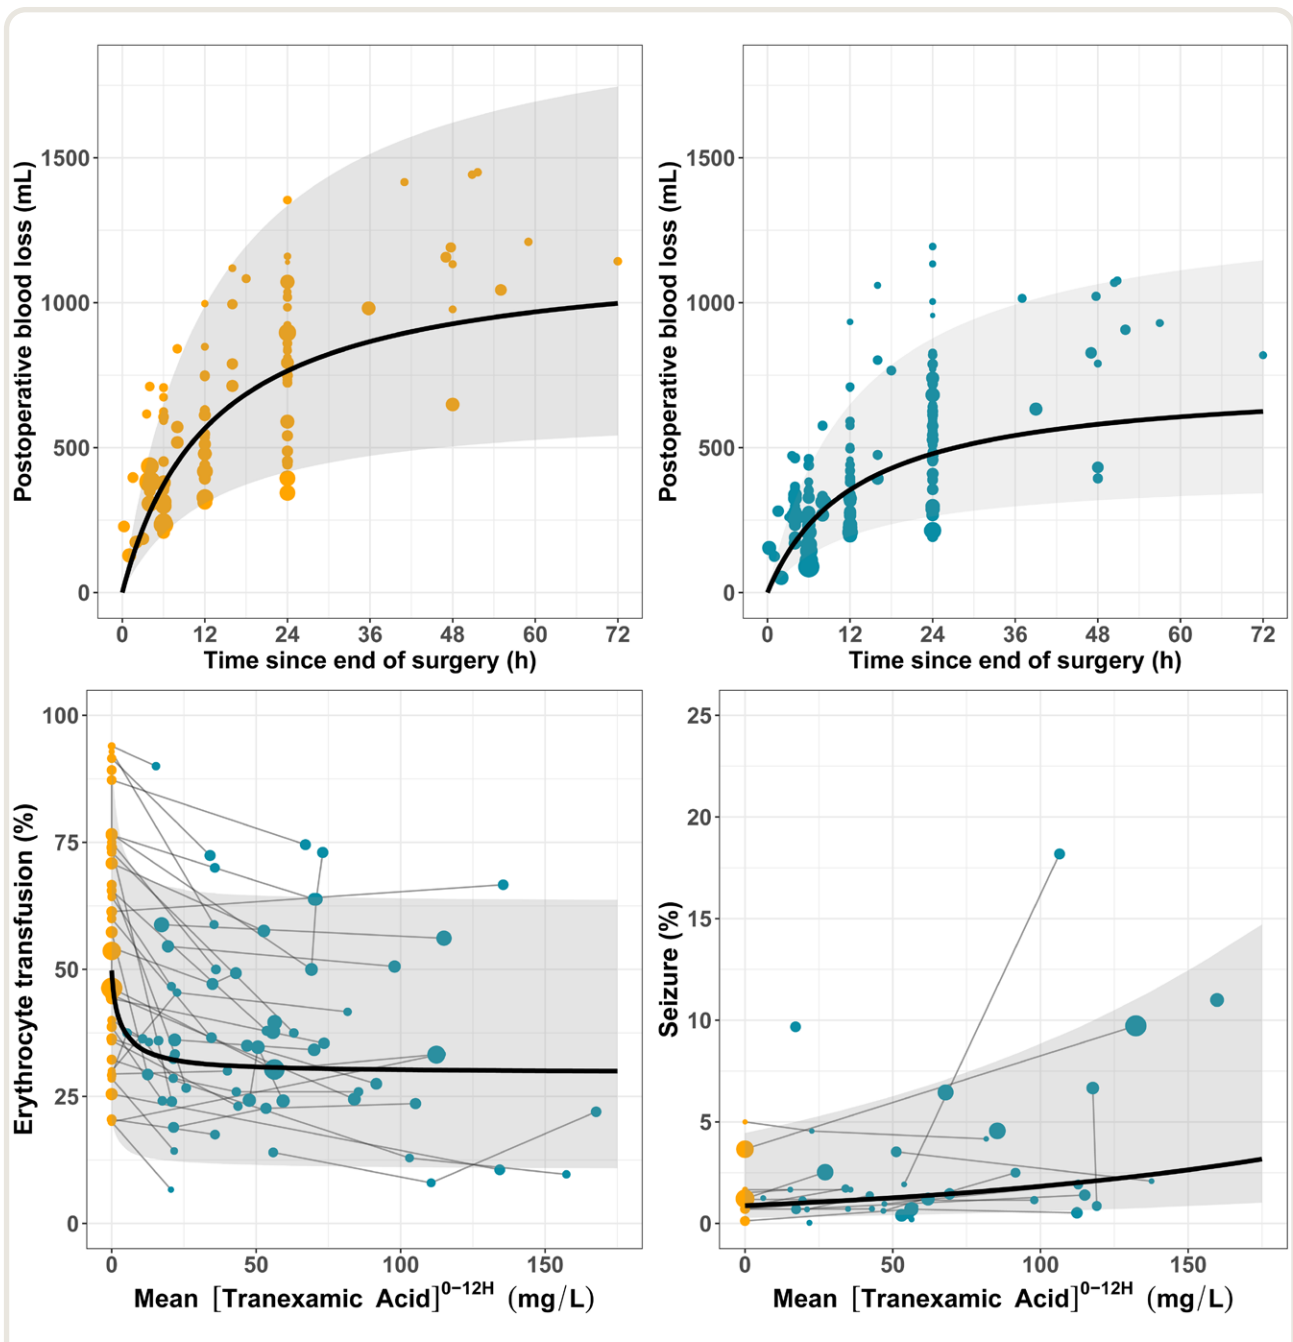 Postoperative blood loss (mL)
1500
1000
500
0
0 12 24 36 48 60 72
Time since end of surgery (h)
Postoperative blood loss (mL)
1500
1000
500
0
0 12 24 36 48 60 72
Time since end of surgery (h)
Erythrocyte transfusion (%)
100
75
50
25
0
0 50 100 150
Mean [Tranexamic Acid]⁰⁻¹²ᴴ (mg/L)
Seizure (%)
25
20
15
10
5
0
0 50 100 150
Mean [Tranexamic Acid]⁰⁻¹²ᴴ (mg/L)